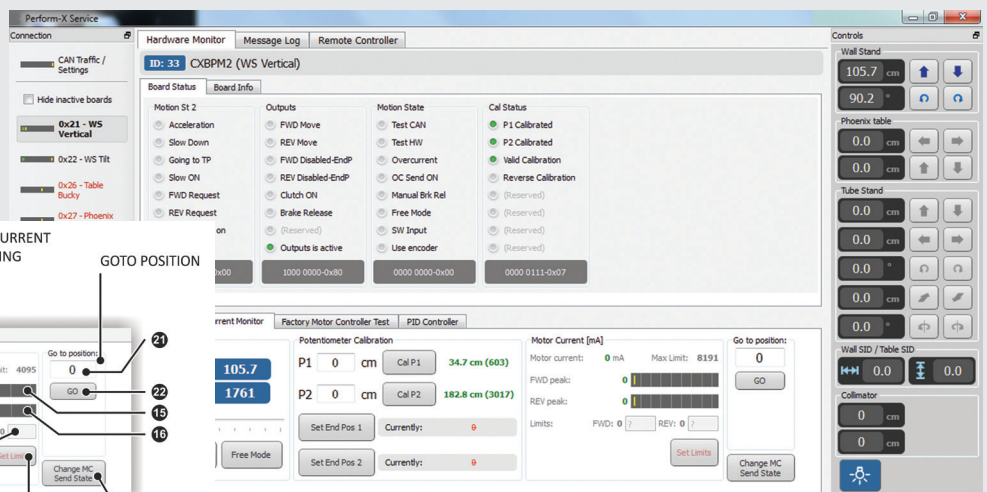 Perform-X Service
Connection
CAN Traffic / Settings
Hide inactive boards
0x21 - WS Vertical
0x22 - WS Tilt
0x26 - Table Bucky
0x27 - Phoenix
Hardware Monitor Message Log Remote Controller
ID: 33 CXBPM2 (WS Vertical)
Board Status Board Info
Motion St 2
Acceleration
Slow Down
Going to TP
Slow ON
FWD Request
REV Request
on
0x00
Outputs
FWD Move
REV Move
FWD Disabled-EndP
REV Disabled-EndP
Clutch ON
Brake Release
(Reserved)
Outputs is active
1000 0000-0x80
Motion State
Test CAN
Test HW
Overcurrent
OC Send ON
Manual Brk Rel
Free Mode
SW Input
Use encoder
0000 0000-0x00
Cal Status
P1 Calibrated
P2 Calibrated
Valid Calibration
Reverse Calibration
(Reserved)
(Reserved)
(Reserved)
(Reserved)
0000 0111-0x07
Factory Motor Controller Test PID Controller
105.7
1761
Free Mode
Potentiometer Calibration
P1 0 cm Cal P1 34.7 cm (603)
P2 0 cm Cal P2 182.8 cm (3017)
Set End Pos 1 Currently: 0
Set End Pos 2 Currently: 0
Motor Current [mA]
Motor current: 0 mA Max Limit: 8191
FWD peak: 0
REV peak: 0
Limits: FWD: 0 ? REV: 0 ?
Set Limits
Go to position:
0
GO
Change MC
Send State
Controls
Wall Stand
105.7 cm
90.2 °
Phoenix table
0.0 cm
0.0 cm
Tube Stand
0.0 cm
0.0 cm
0.0 °
0.0 cm
0.0 °
Wall SID / Table SID
0.0 0.0
Collimator
0 cm
0 cm
GOTO POSITION
4095
Go to position:
0
GO
Change MC
Send State
21
22
15
16